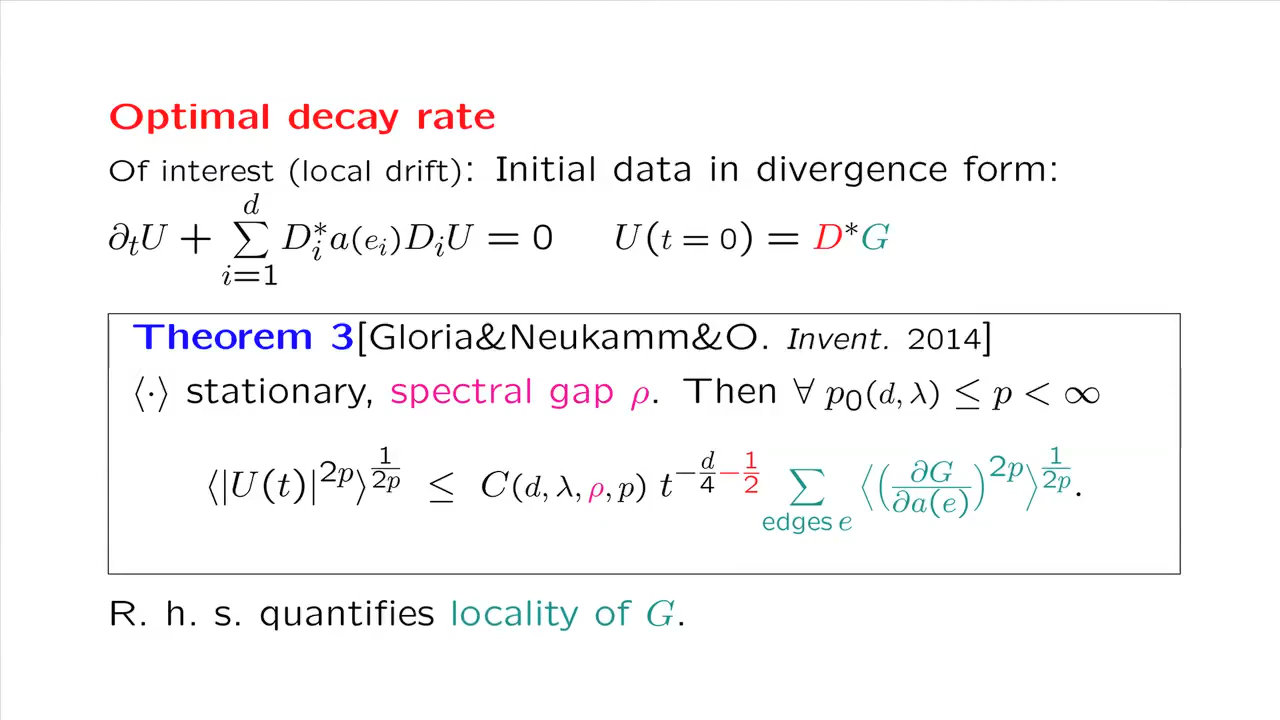 Optimal decay rate
Of interest (local drift): Initial data in divergence form:
∂ₜU + ∑_{i=1}^{d} D_i^* a(e_i) D_i U = 0   U(t = 0) = D^*G
Theorem 3[Gloria&Neukamm&O. Invent. 2014]
⟨·⟩ stationary, spectral gap ρ. Then ∀ p₀(d, λ) ≤ p < ∞
⟨|U(t)|^{2p}⟩^{1/2p} ≤ C(d, λ, ρ, p) t^{-d/4-1/2} ∑_{edges e} ⟨(∂G/∂a(e))^{2p}⟩^{1/2p}.
R. h. s. quantifies locality of G.